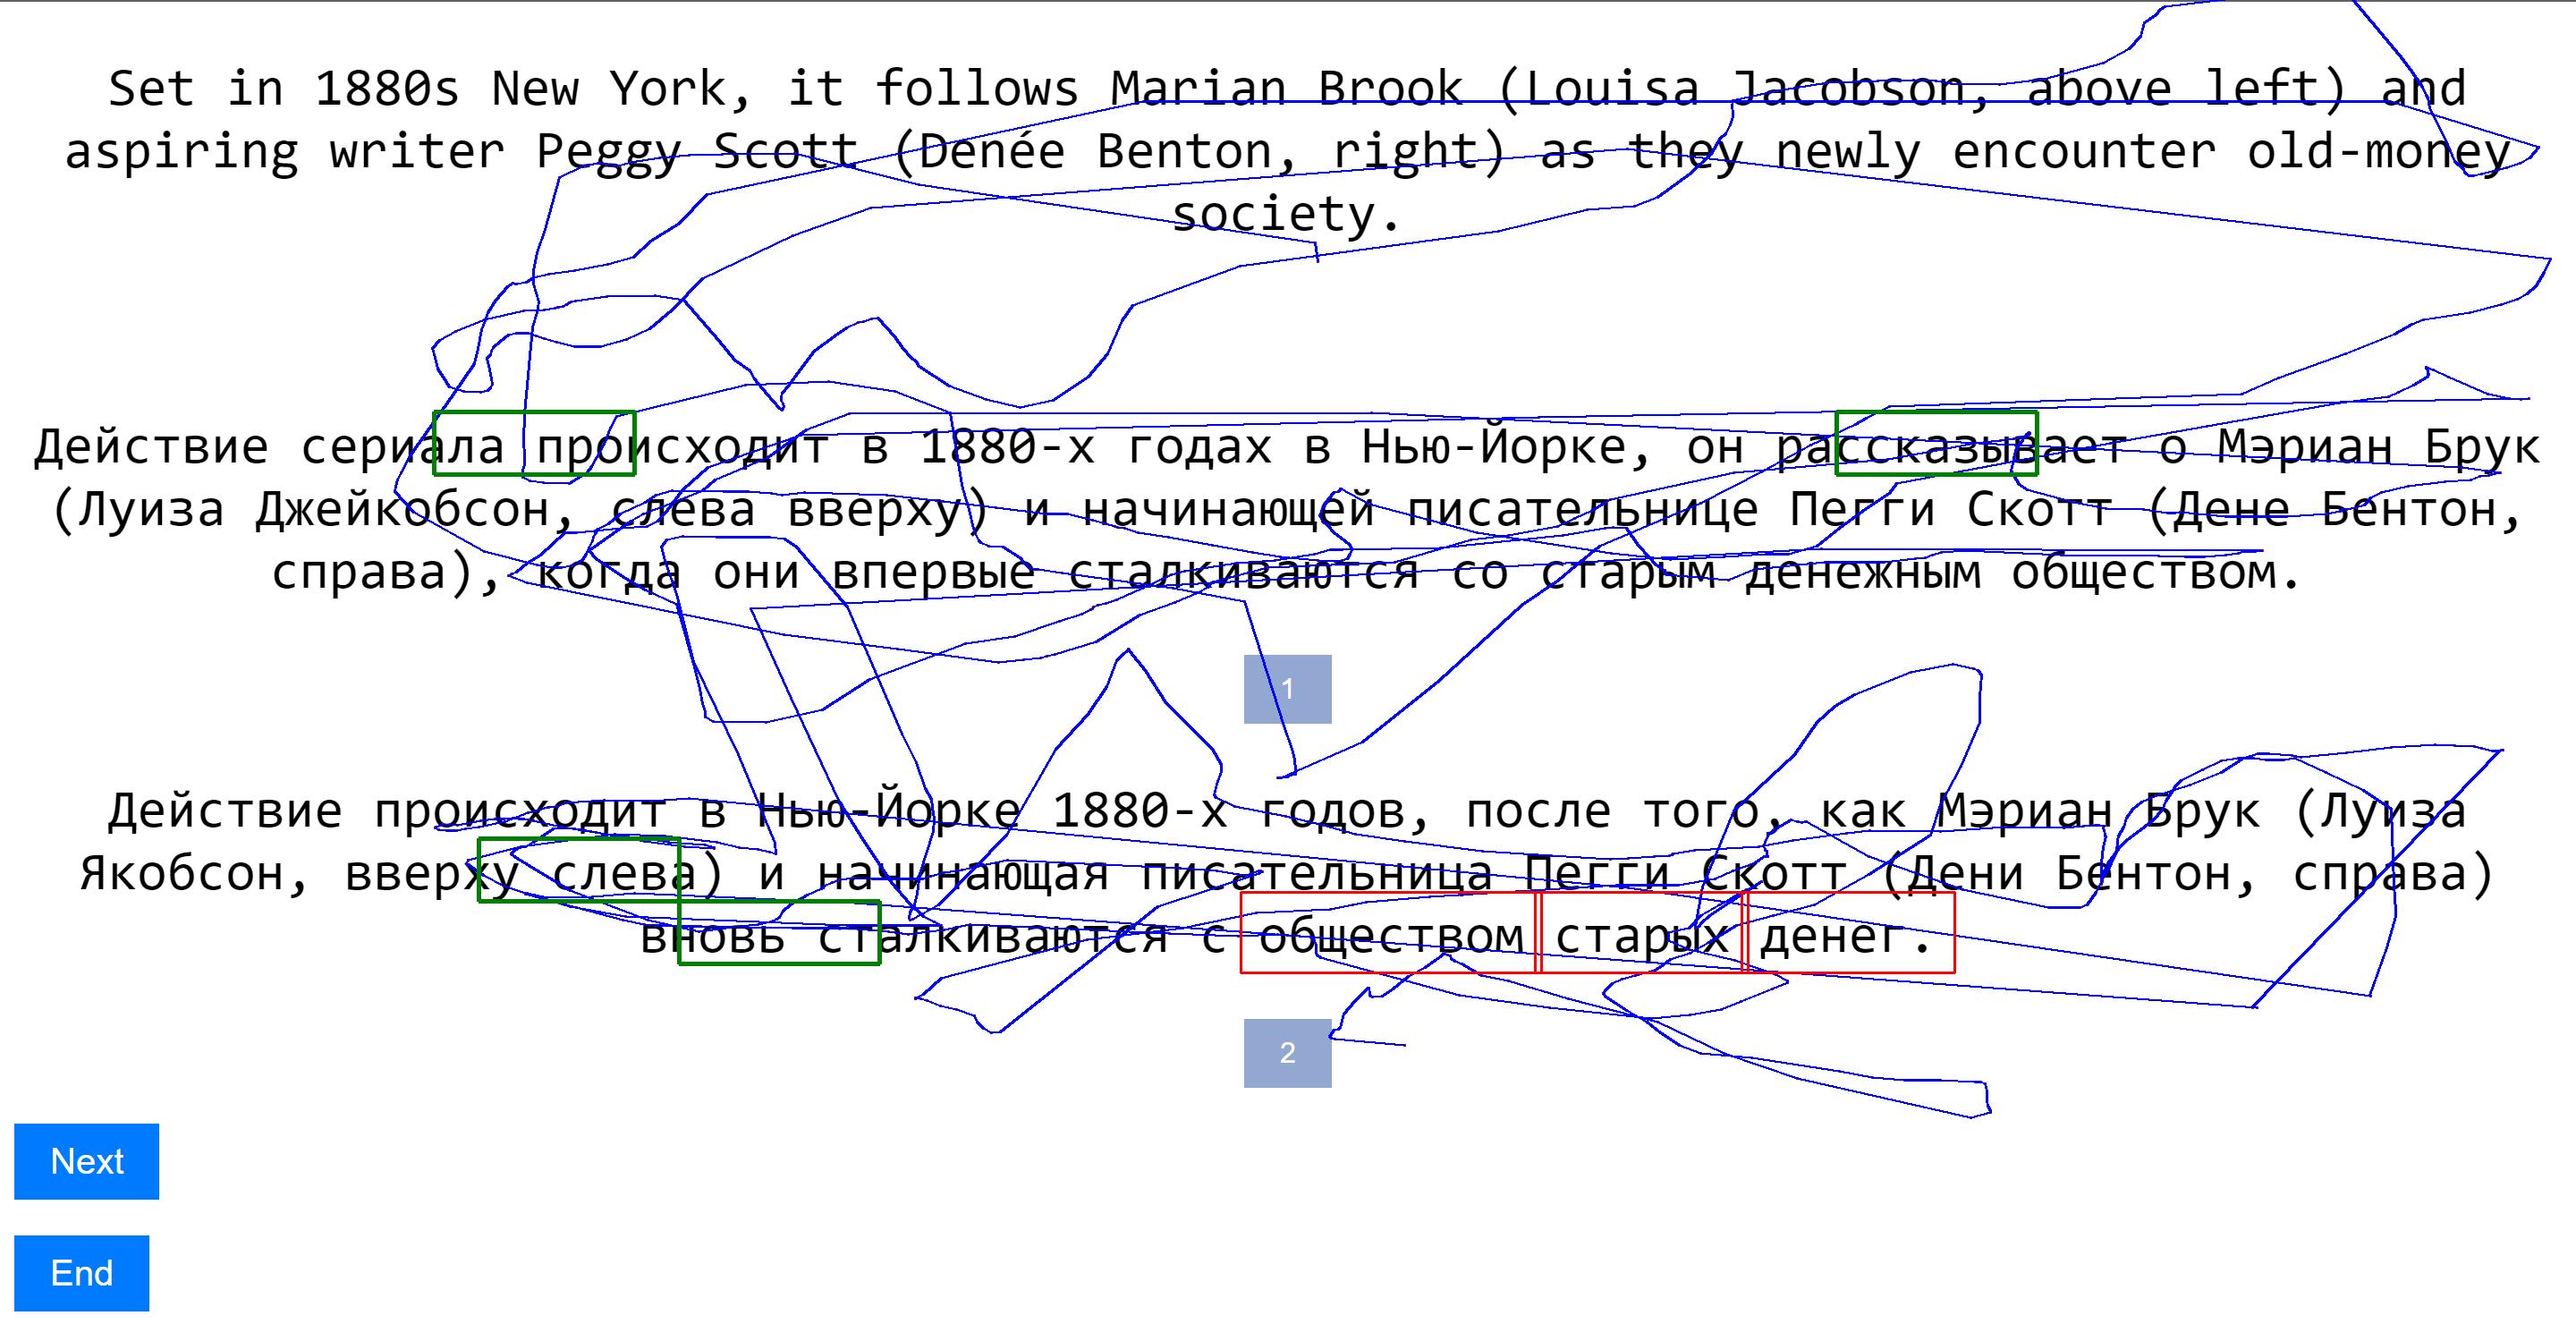 Set in 1880s New York, it follows Marian Brook (Louisa Jacobson, above left) and
aspiring writer Peggy Scott (Denée Benton, right) as they newly encounter old-money
society.
Действие сериала происходит в 1880-х годах в Нью-Йорке, он рассказывает о Мэриан Брук
(Луиза Джейкобсон, слева вверху) и начинающей писательнице Пегги Скотт (Дене Бентон,
справа), когда они впервые сталкиваются со старым денежным обществом.
1
Действие происходит в Нью-Йорке 1880-х годов, после того, как Мэриан Брук (Луиза
Якобсон, вверху слева) и начинающая писательница Пегги Скотт (Дени Бентон, справа)
вновь сталкиваются с обществом старых денег.
2
Next
End